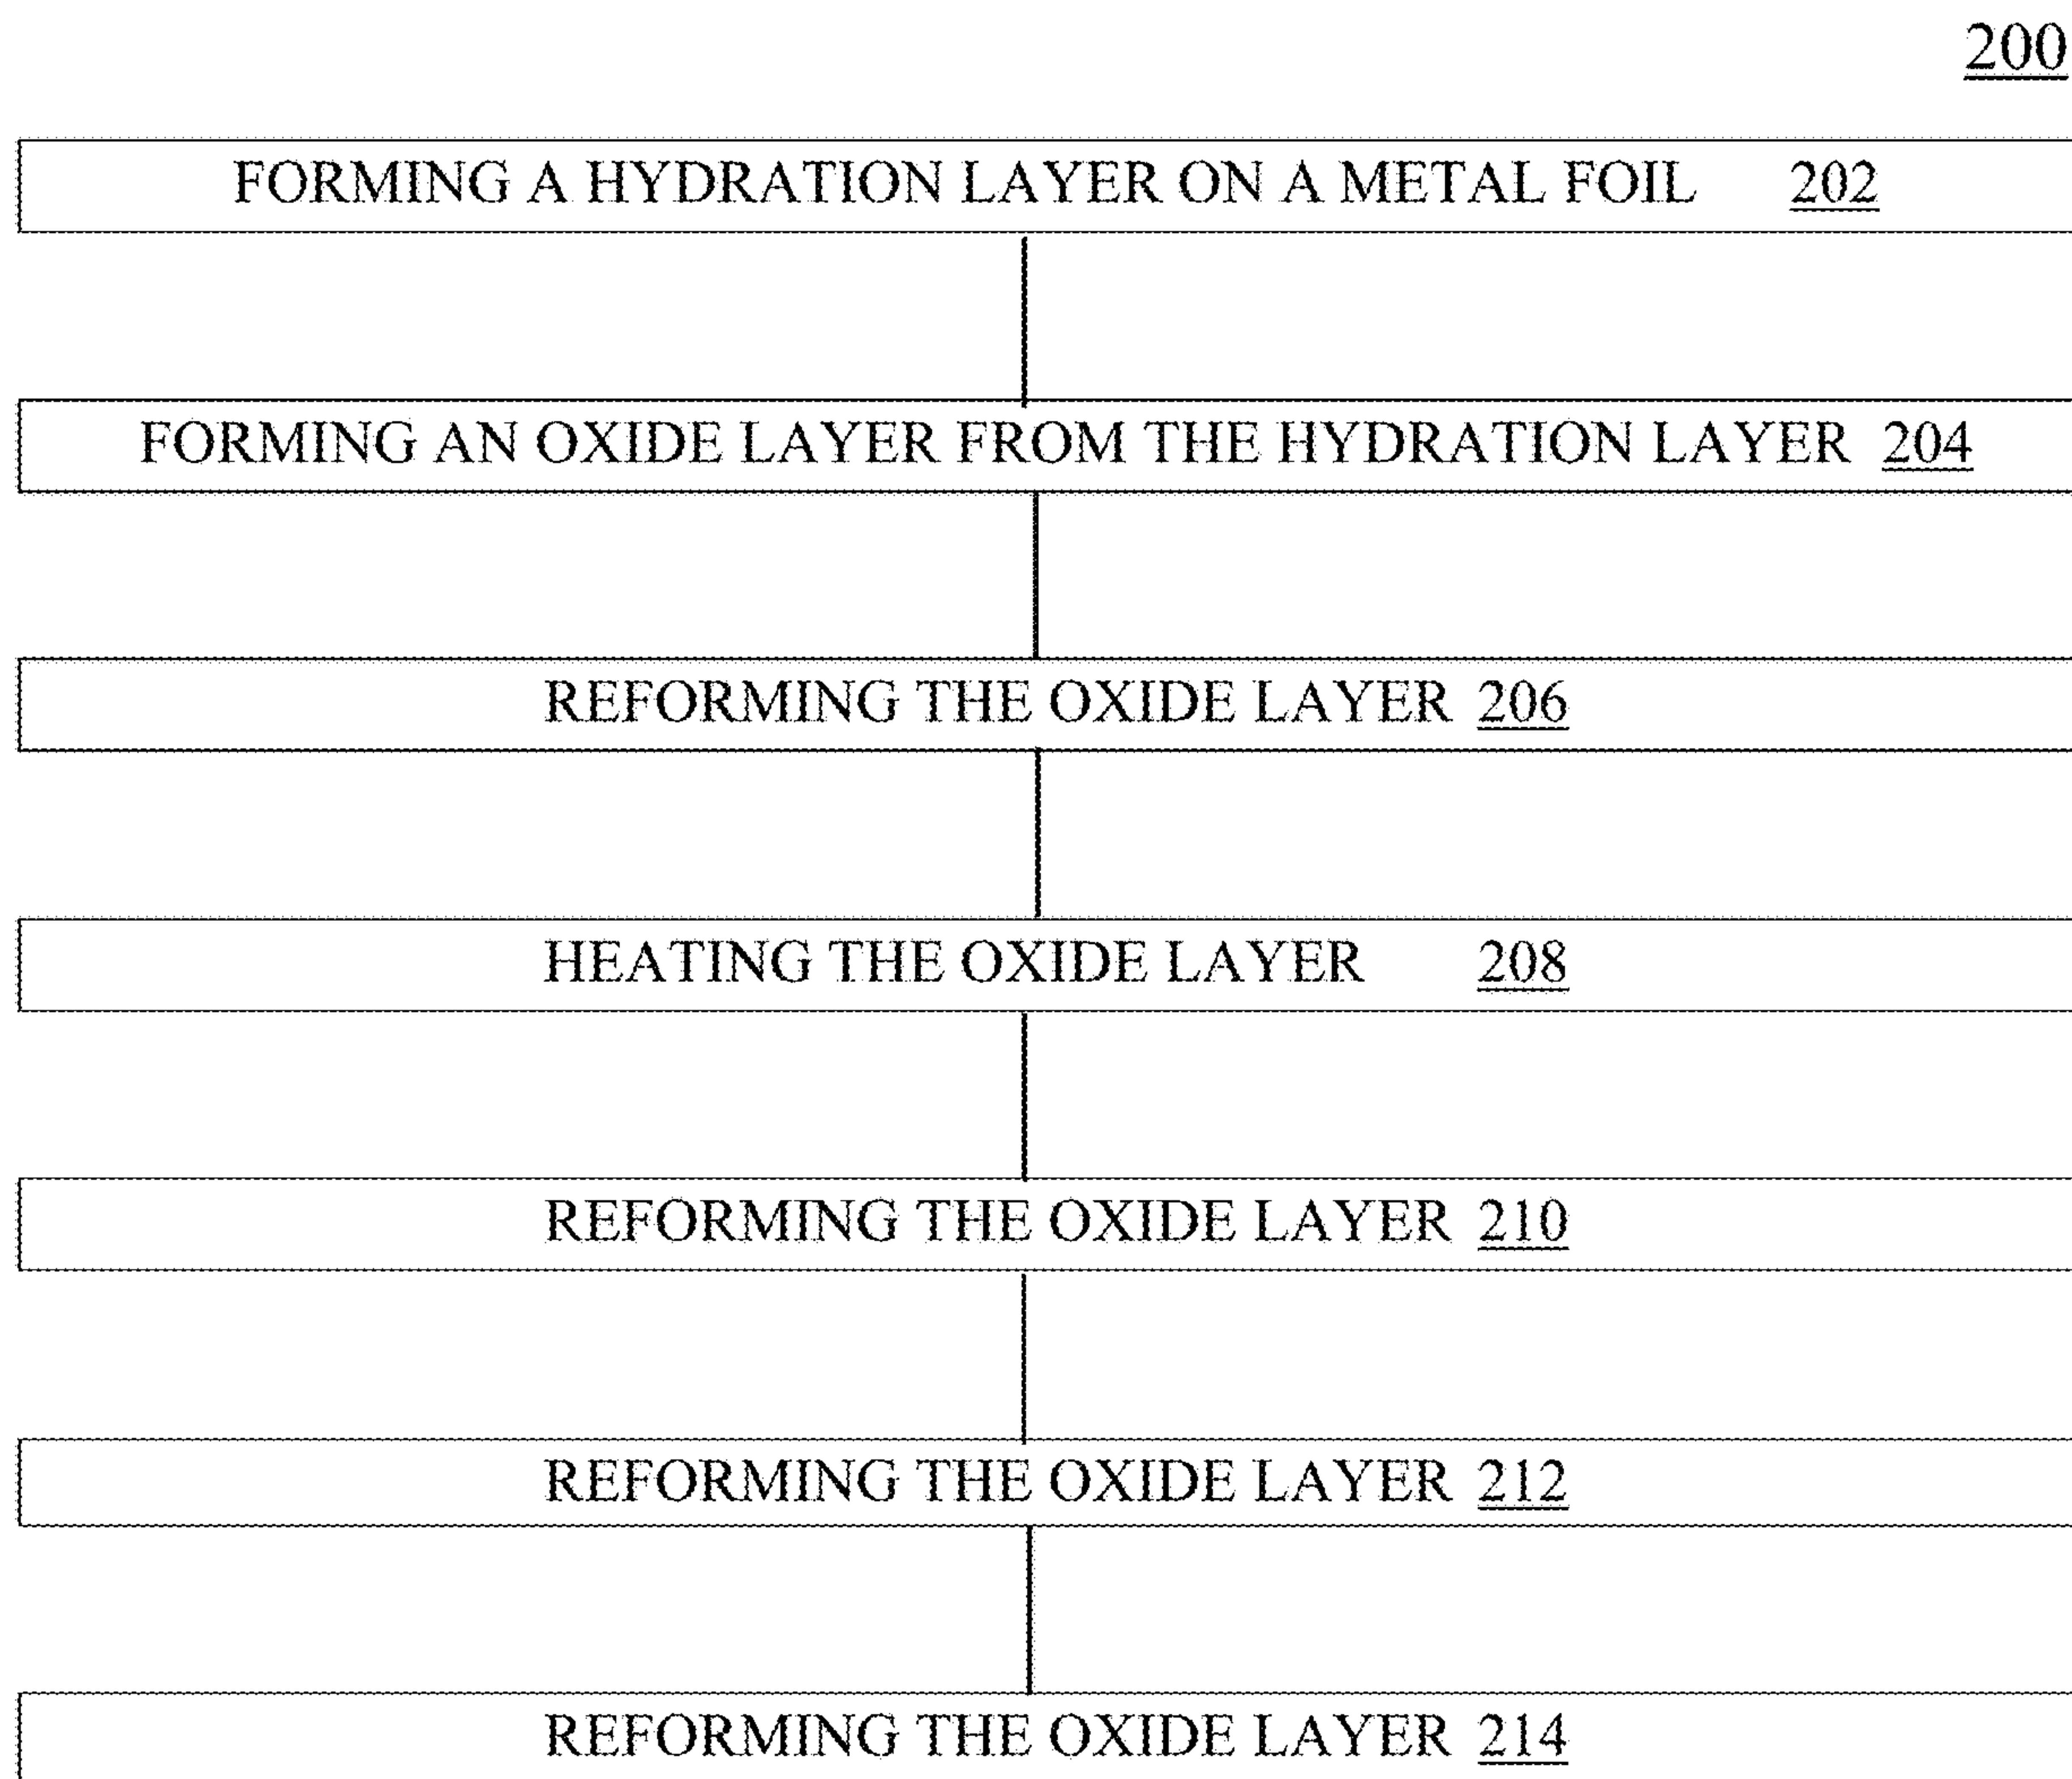 200
FORMING A HYDRATION LAYER ON A METAL FOIL 202
FORMING AN OXIDE LAYER FROM THE HYDRATION LAYER 204
REFORMING THE OXIDE LAYER 206
HEATING THE OXIDE LAYER 208
REFORMING THE OXIDE LAYER 210
REFORMING THE OXIDE LAYER 212
REFORMING THE OXIDE LAYER 214